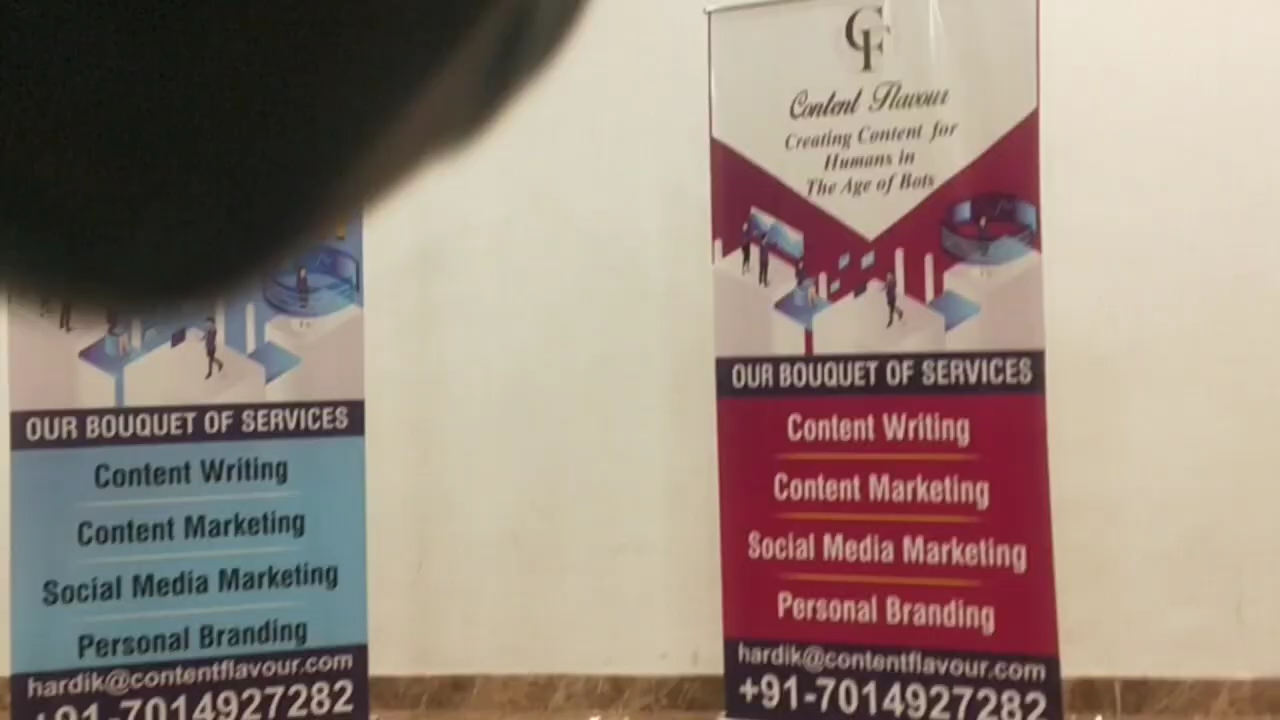 OUR BOUQUET OF SERVICES
Content Writing
Content Marketing
Social Media Marketing
Personal Branding
hardik@contentflavour.com
+91-7014927282
CF
Content Flavour
Creating Content for
Humans in
The Age of Bots
OUR BOUQUET OF SERVICES
Content Writing
Content Marketing
Social Media Marketing
Personal Branding
hardik@contentflavour.com
+91-7014927282